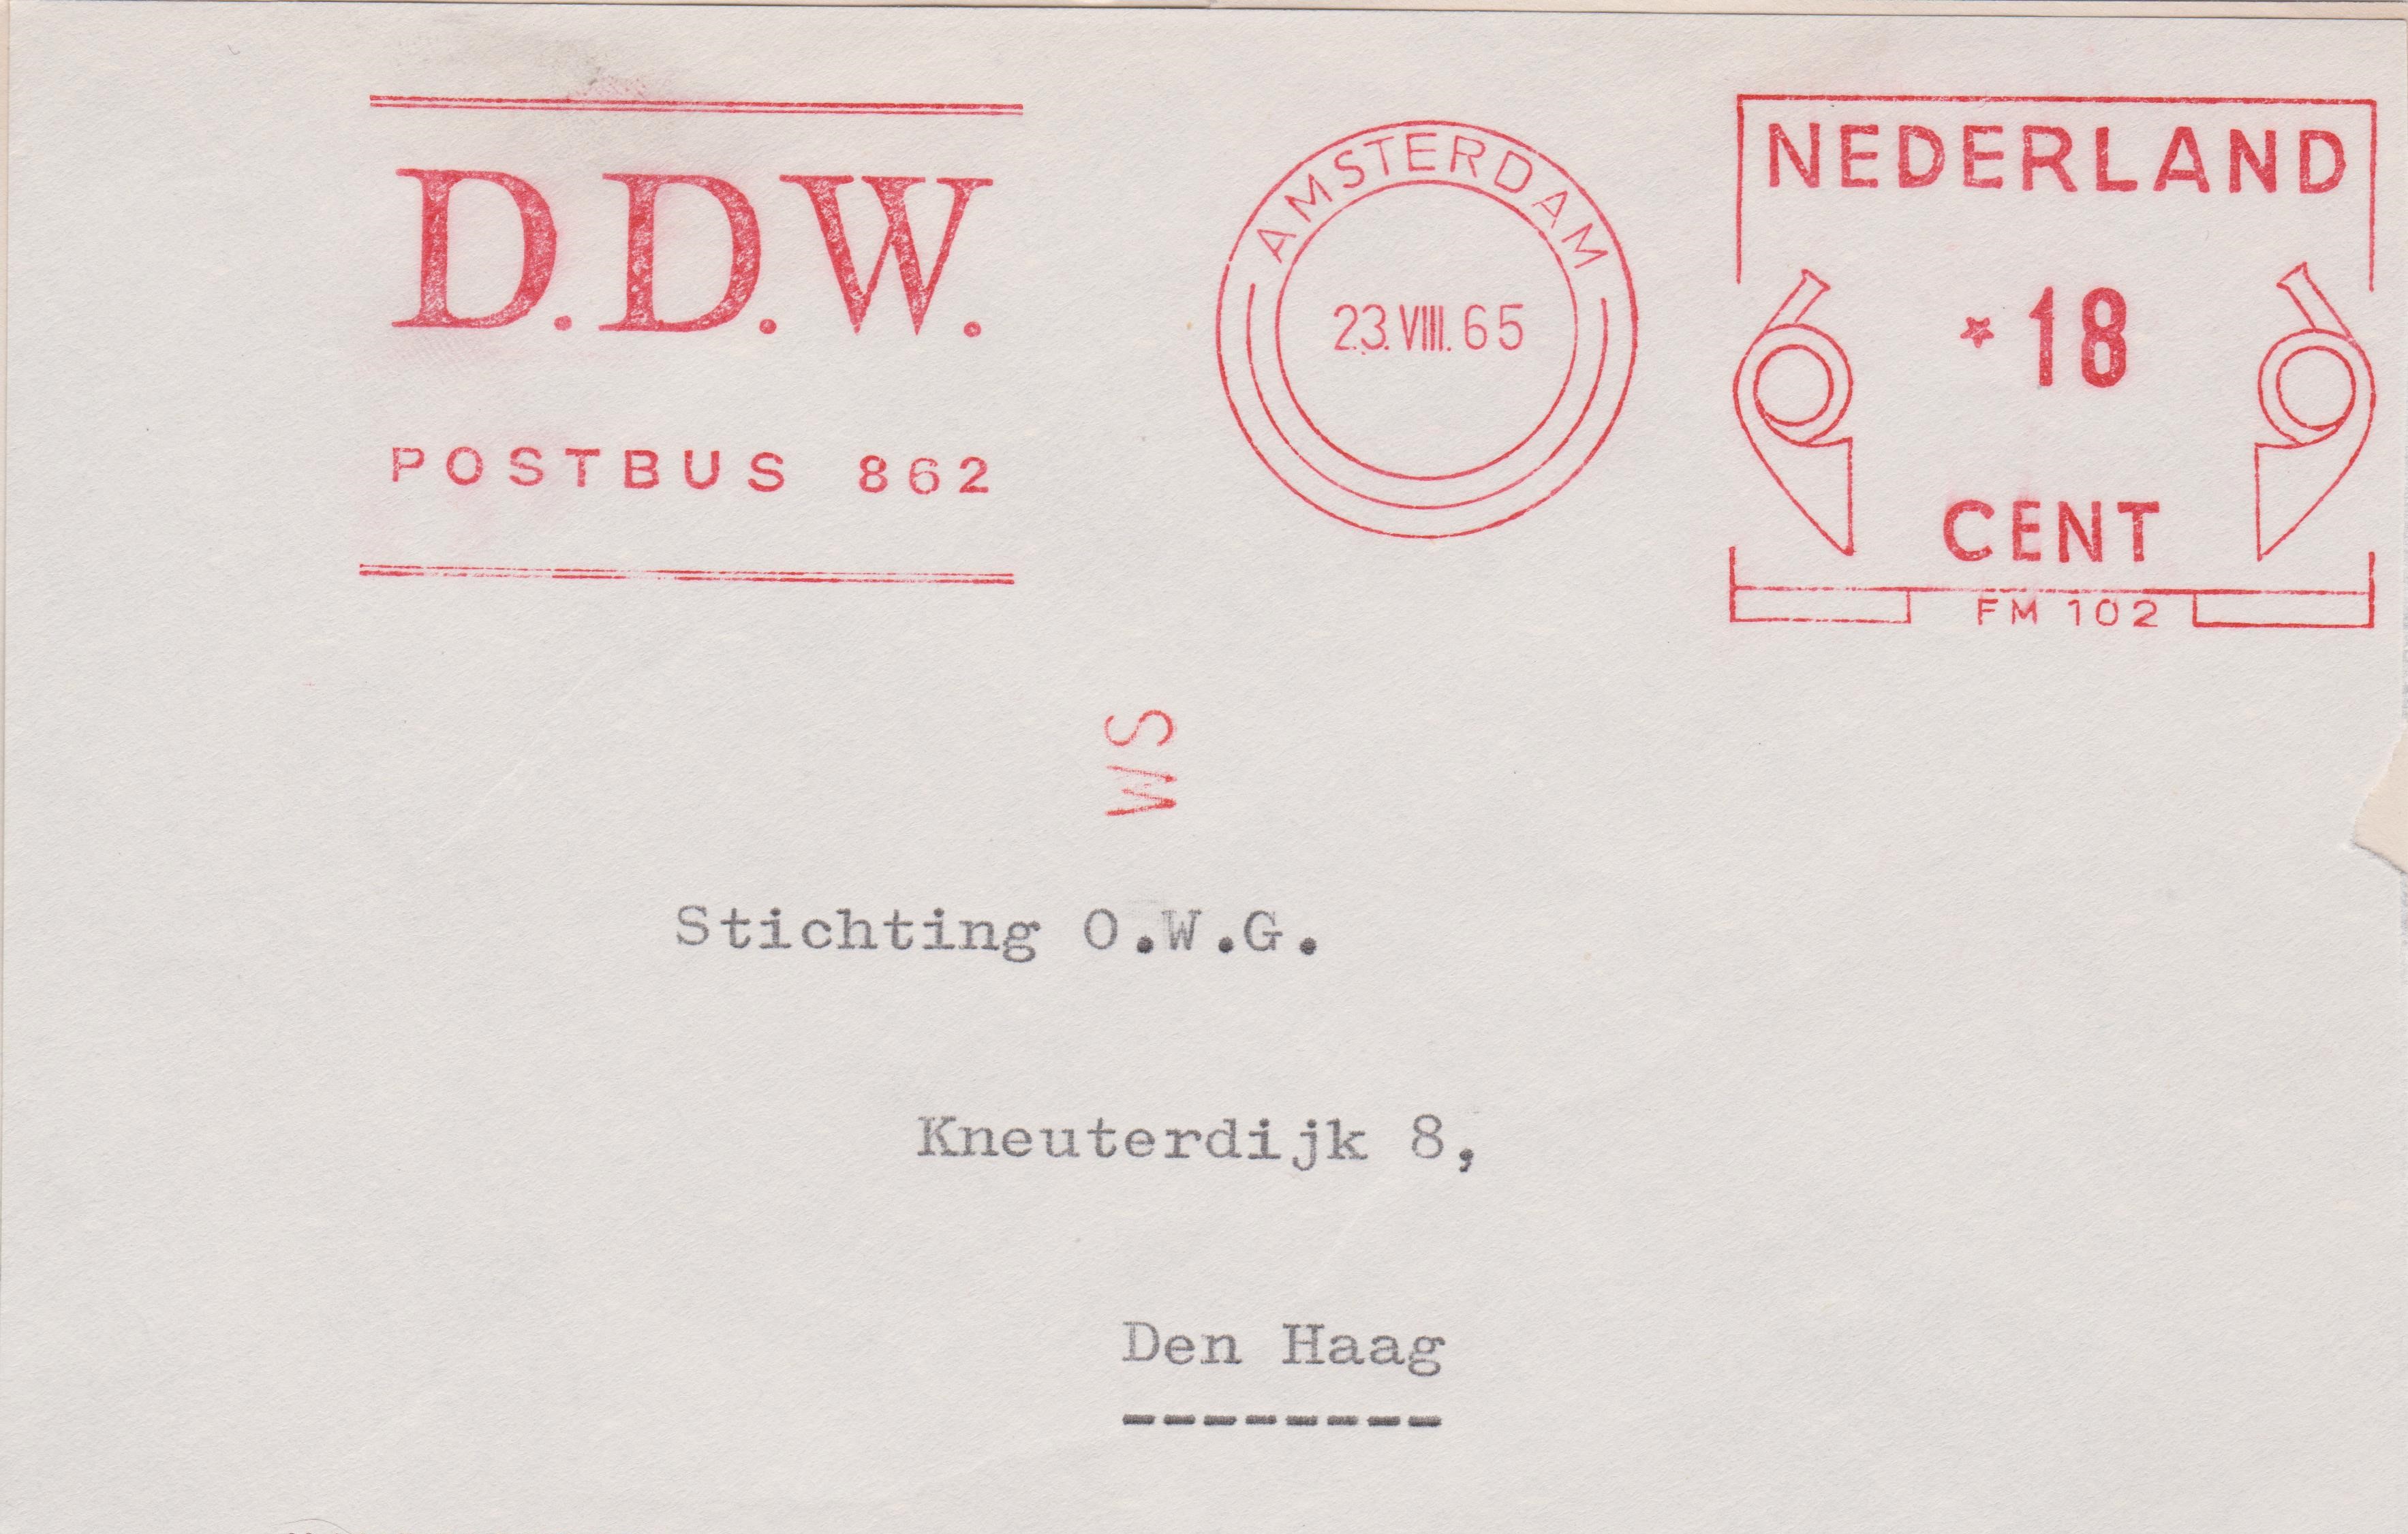 D.D.W.
POSTBUS 862
AMSTERDAM
23.VIII.65
NEDERLAND
* 18
CENT
FM 102
WS
Stichting O.W.G.
Kneuterdijk 8,
Den Haag
--------